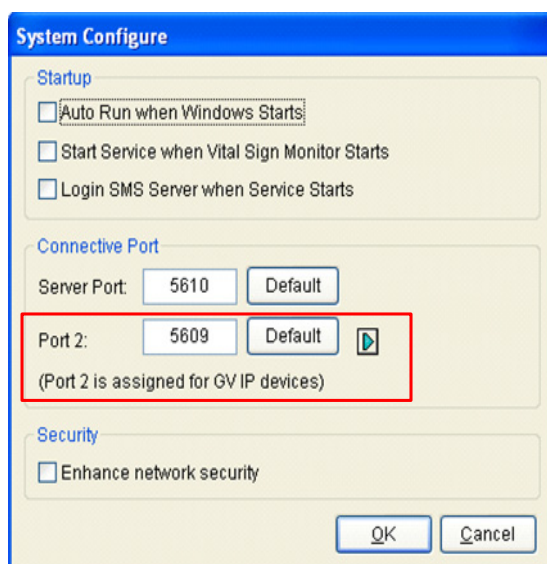 System Configure
Startup
Auto Run when Windows Starts
Start Service when Vital Sign Monitor Starts
Login SMS Server when Service Starts
Connective Port
Server Port: 5610 Default
Port 2: 5609 Default
(Port 2 is assigned for GV IP devices)
Security
Enhance network security
OK Cancel